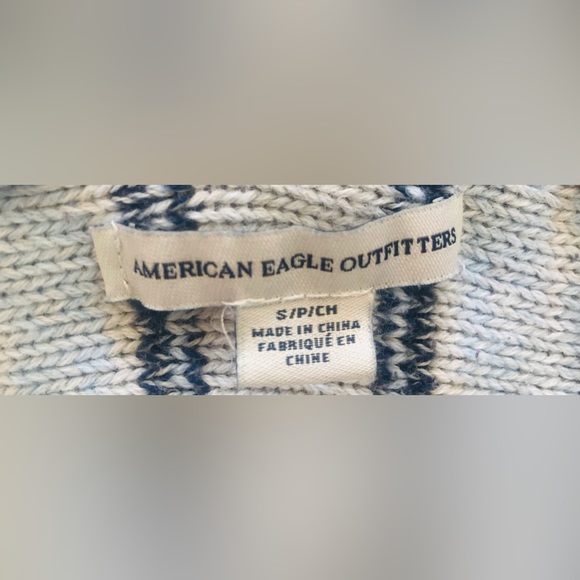 AMERICAN EAGLE OUTFITTERS
S/P/CH
MADE IN CHINA
FABRIQUÉ EN
CHINE